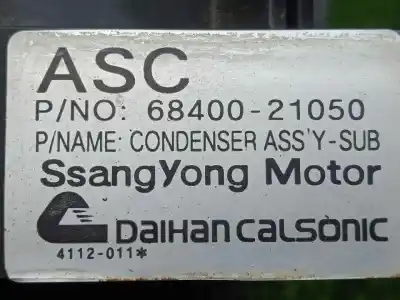 ASC
P/NO: 68400-21050
P/NAME: CONDENSER ASS'Y-SUB
SsangYong Motor
DAIHAN CALSONIC
4112-011*